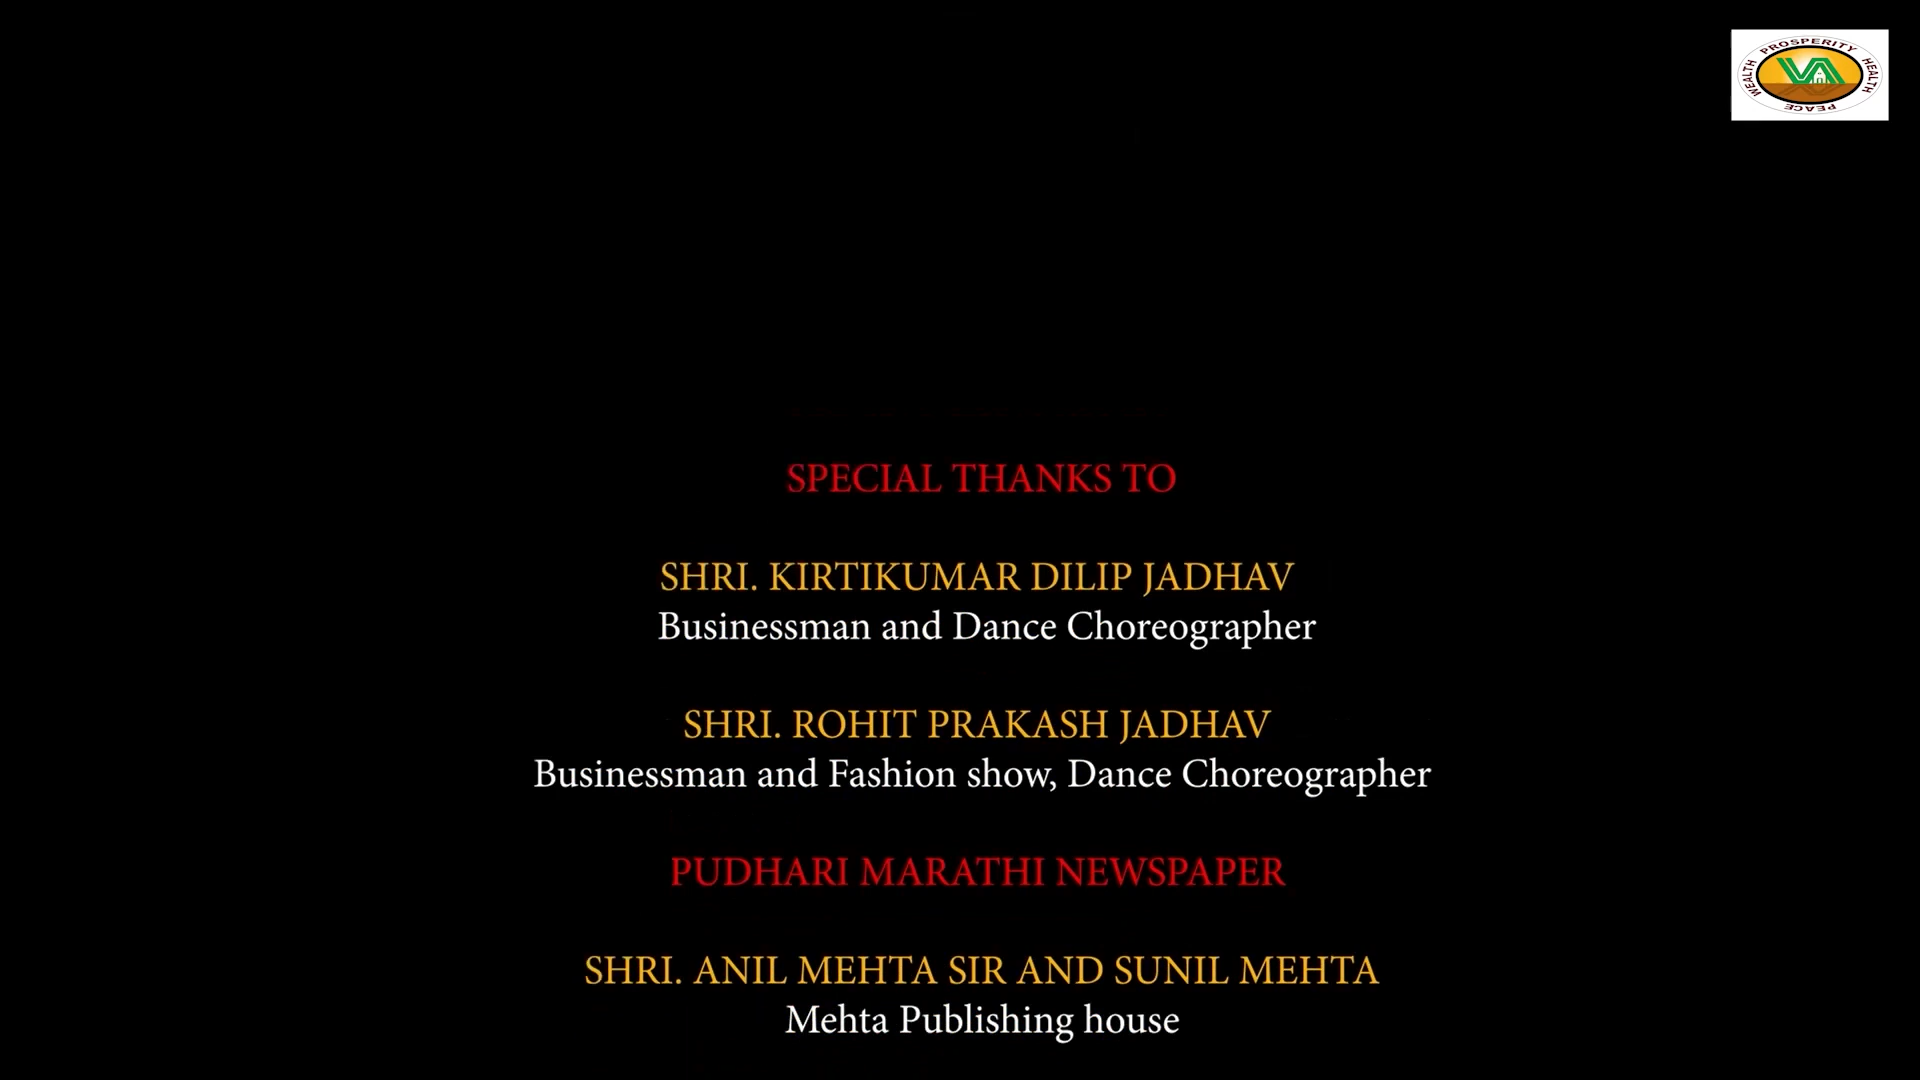 PROSPERITY
WEALTH
HEALTH
VA
PEACE
SPECIAL THANKS TO
SHRI. KIRTIKUMAR DILIP JADHAV
Businessman and Dance Choreographer
SHRI. ROHIT PRAKASH JADHAV
Businessman and Fashion show, Dance Choreographer
PUDHARI MARATHI NEWSPAPER
SHRI. ANIL MEHTA SIR AND SUNIL MEHTA
Mehta Publishing house